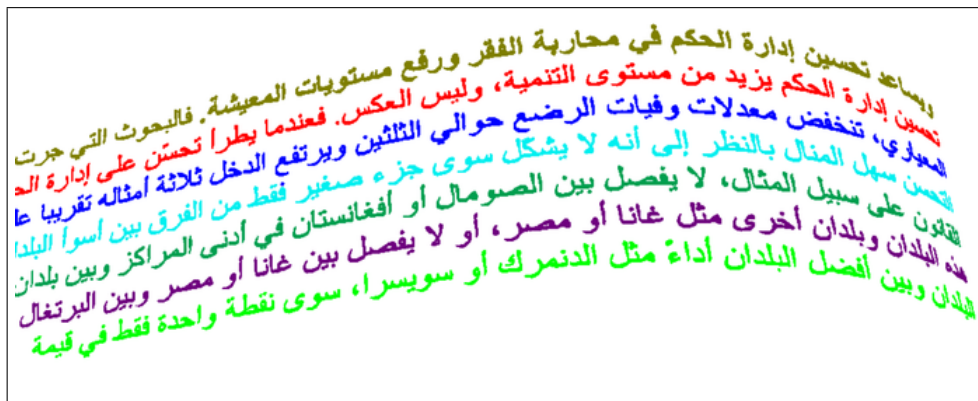 ويساعد تحسين إدارة الحكم في محاربة الفقر ورفع مستويات المعيشة. فالبحوث التي جرت
تحسين إدارة الحكم يزيد من مستوى التنمية، وليس العكس. فعندما يطرأ تحسّن على إدارة
المعياري، تنخفض معدلات وفيات الرضع حوالي الثلثين ويرتفع الدخل ثلاثة أمثاله تقريبا
التحسن سهل المنال بالنظر إلى أنه لا يشكّل سوى جزء صغير فقط من الفرق بين أسوأ
القانون على سبيل المثال، لا يفصل بين الصومال أو أفغانستان في أدنى المراكز وبين بلدان
هذه البلدان وبلدان أخرى مثل غانا أو مصر، أو لا يفصل بين غانا أو مصر وبين البرتغال
البلدان وبين أفضل البلدان أداءً مثل الدنمرك أو سويسرا، سوى نقطة واحدة فقط في قيمة